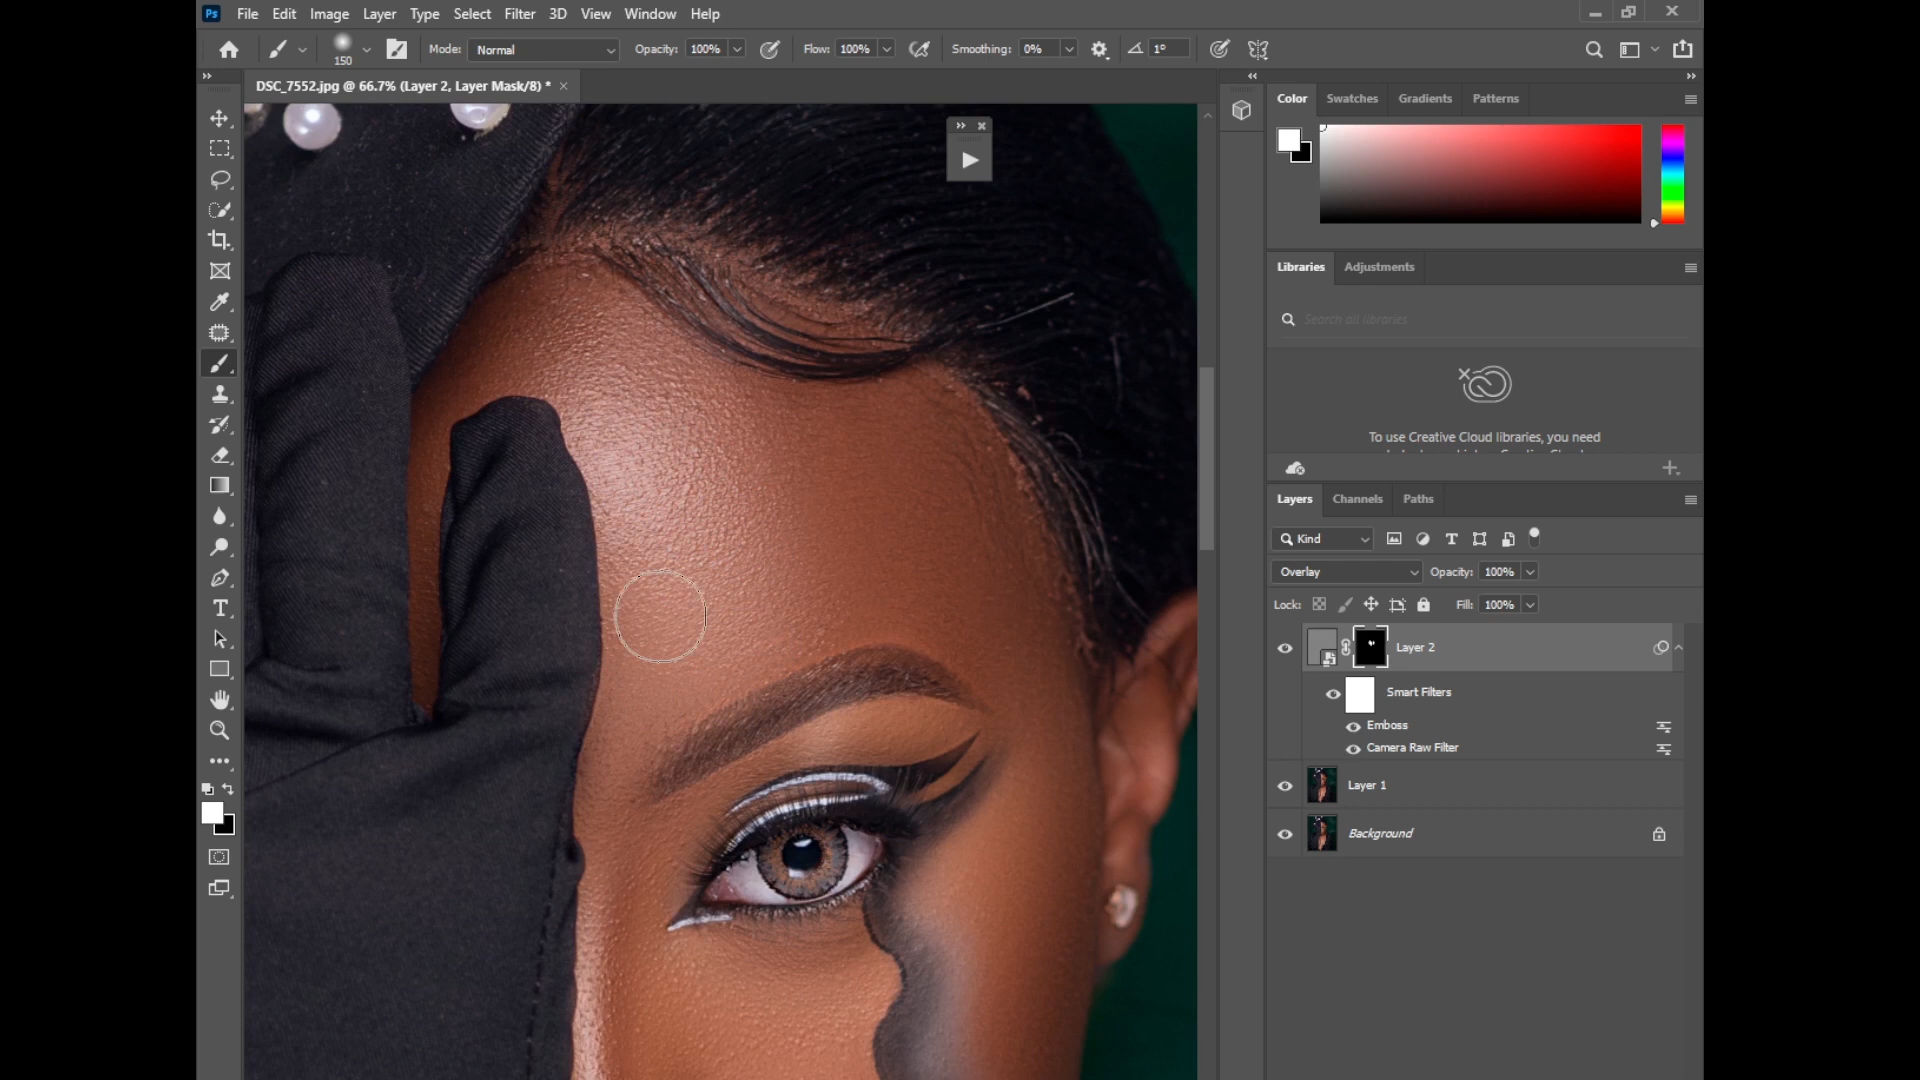 Ps File Edit Image Layer Type Select Filter 3D View Window Help
150 Mode: Normal Opacity: 100% Flow: 100% Smoothing: 0% 1°
DSC_7552.jpg @ 66.7% (Layer 2, Layer Mask/8) *
Color Swatches Gradients Patterns
Libraries Adjustments
Search all libraries
To use Creative Cloud libraries, you need
Layers Channels Paths
Kind
Overlay Opacity: 100%
Lock: Fill: 100%
Layer 2
Smart Filters
Emboss
Camera Raw Filter
Layer 1
Background